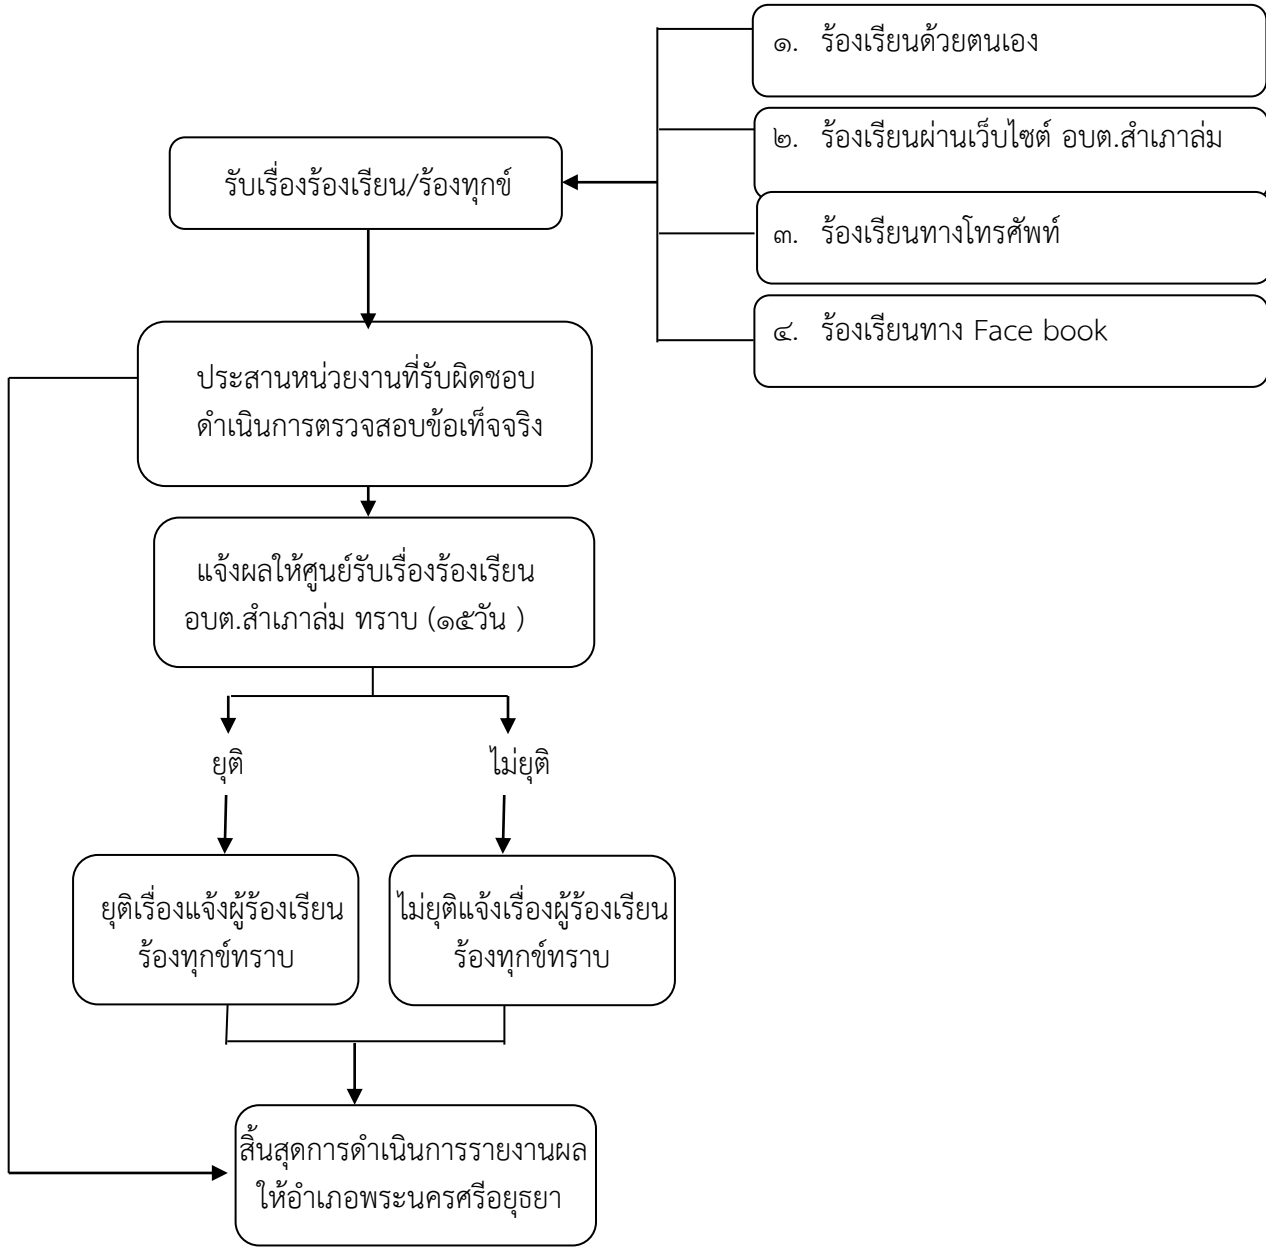 ๑. ร้องเรียนด้วยตนเอง
๒. ร้องเรียนผ่านเว็บไซต์ อบต.สำเภาล่ม
รับเรื่องร้องเรียน/ร้องทุกข์
๓. ร้องเรียนทางโทรศัพท์
๔. ร้องเรียนทาง Face book
ประสานหน่วยงานที่รับผิดชอบ
ดำเนินการตรวจสอบข้อเท็จจริง
แจ้งผลให้ศูนย์รับเรื่องร้องเรียน
อบต.สำเภาล่ม ทราบ (๑๕วัน )
ยุติ
ไม่ยุติ
ยุติเรื่องแจ้งผู้ร้องเรียน
ร้องทุกข์ทราบ
ไม่ยุติแจ้งเรื่องผู้ร้องเรียน
ร้องทุกข์ทราบ
สิ้นสุดการดำเนินการรายงานผล
ให้อำเภอพระนครศรีอยุธยา